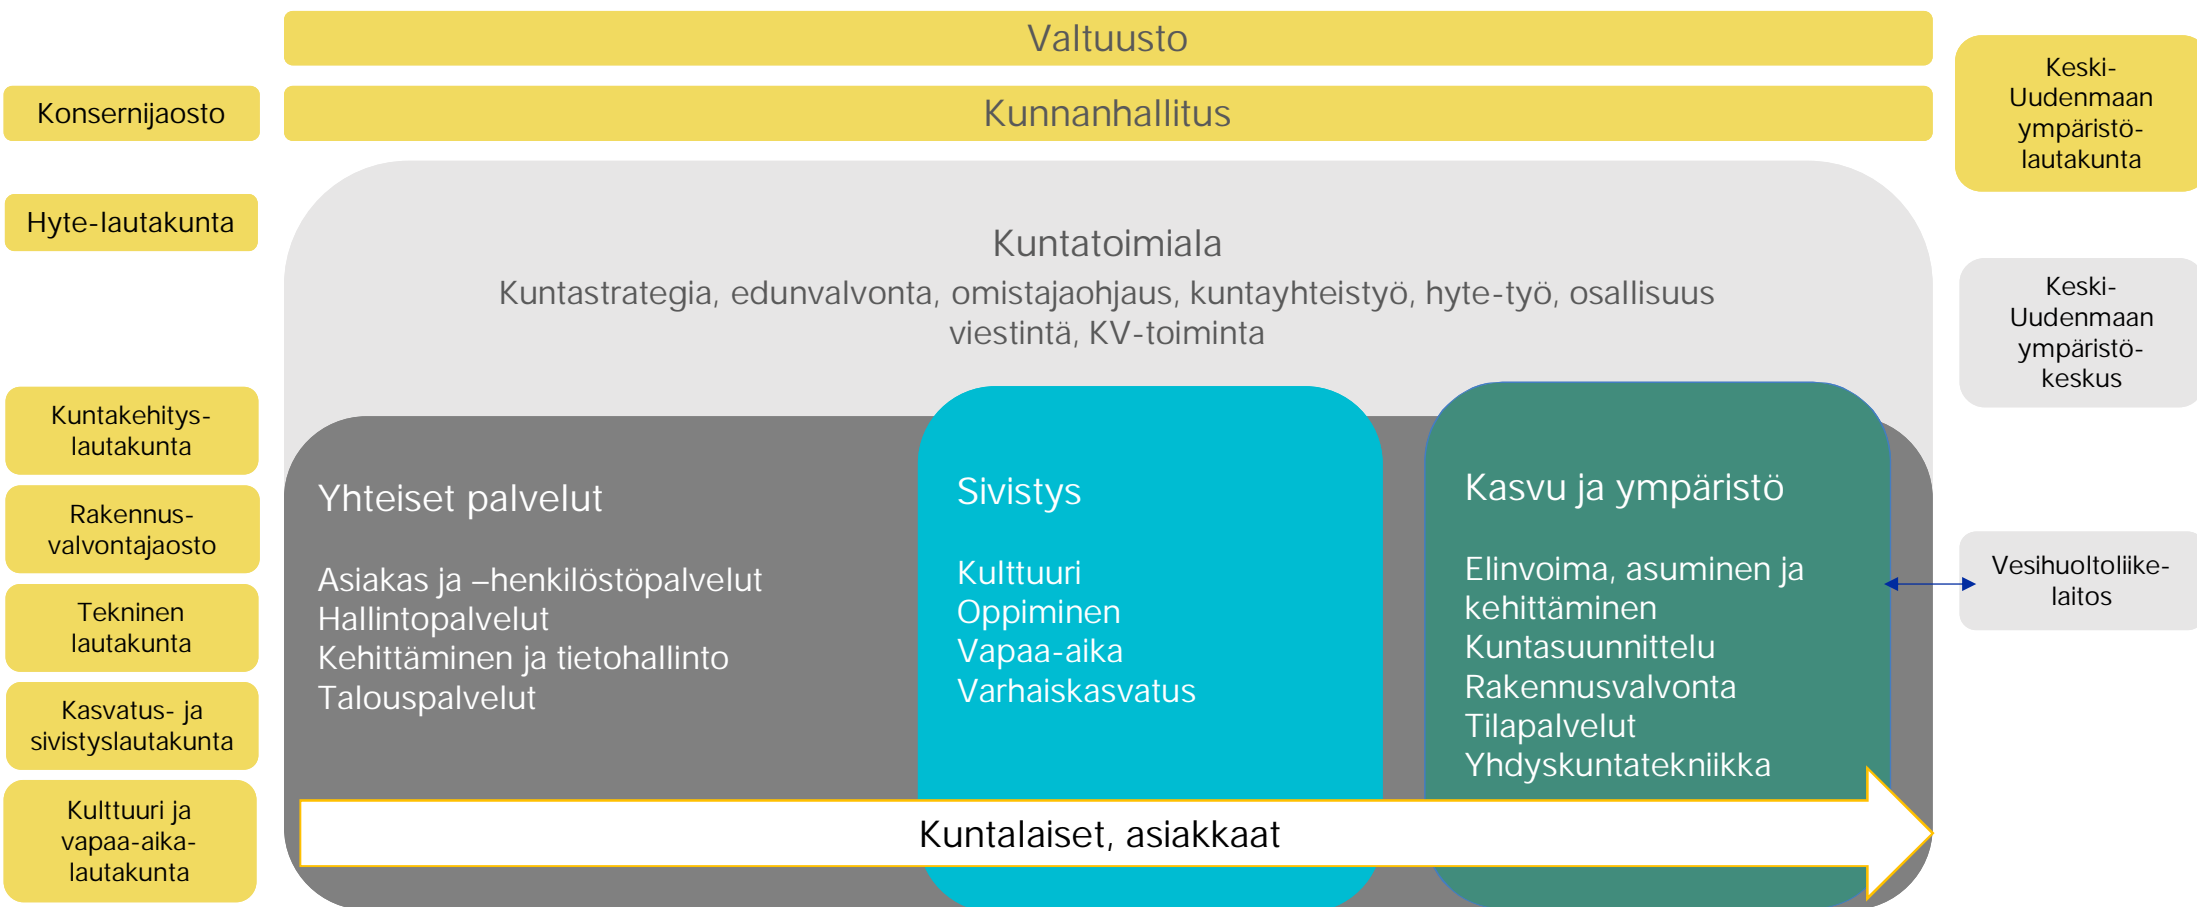 Valtuusto
Kunnanhallitus
Konsernijaosto
Hyte-lautakunta
Kuntakehitys-
lautakunta
Rakennus-
valvontajaosto
Tekninen
lautakunta
Kasvatus- ja
sivistyslautakunta
Kulttuuri ja
vapaa-aika-
lautakunta
Kuntatoimiala
Kuntastrategia, edunvalvonta, omistajaohjaus, kuntayhteistyö, hyte-työ, osallisuus
viestintä, KV-toiminta
Yhteiset palvelut
Asiakas ja –henkilöstöpalvelut
Hallintopalvelut
Kehittäminen ja tietohallinto
Talouspalvelut
Sivistys
Kulttuuri
Oppiminen
Vapaa-aika
Varhaiskasvatus
Kasvu ja ympäristö
Elinvoima, asuminen ja
kehittäminen
Kuntasuunnittelu
Rakennusvalvonta
Tilapalvelut
Yhdyskuntatekniikka
Kuntalaiset, asiakkaat
Keski-
Uudenmaan
ympäristö-
lautakunta
Keski-
Uudenmaan
ympäristö-
keskus
Vesihuoltoliike-
laitos